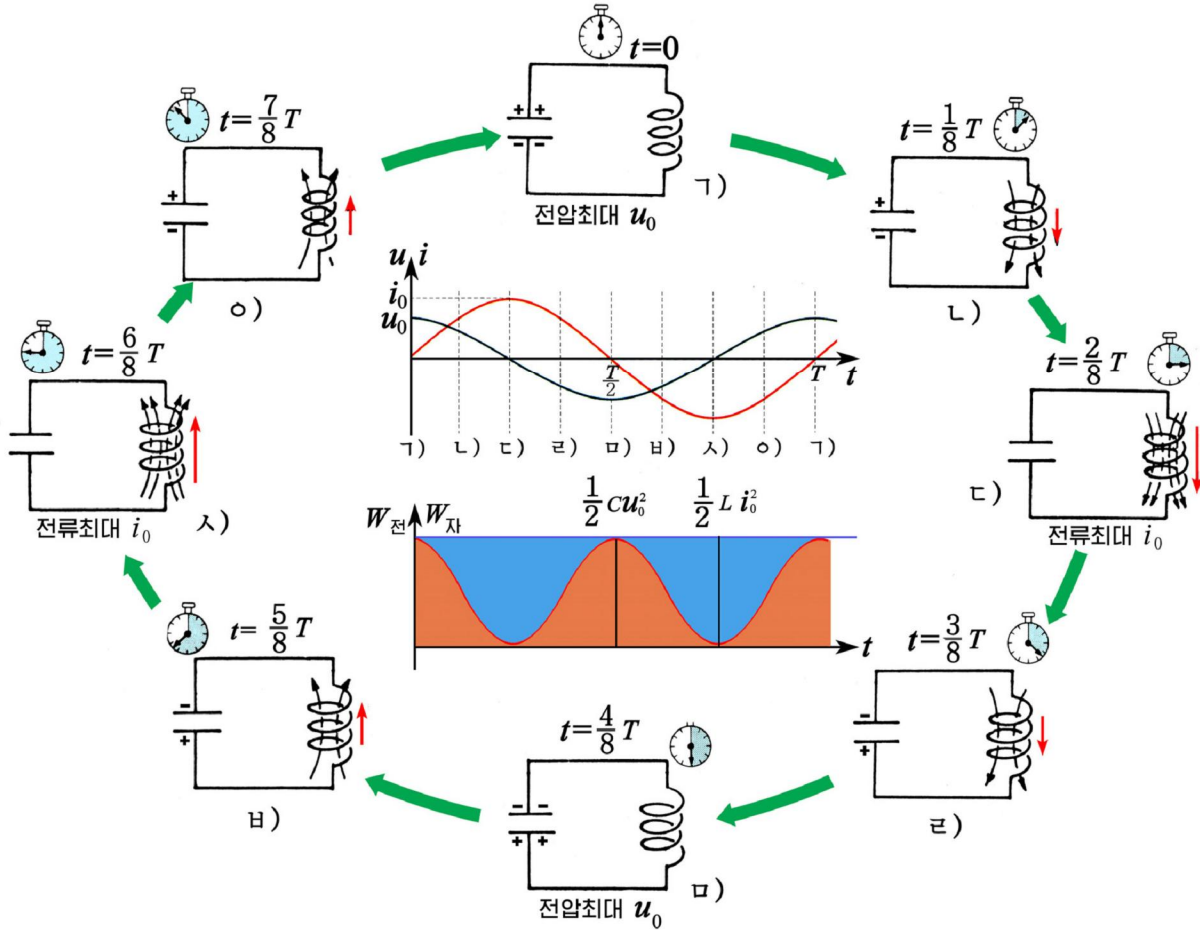 t=0
전압최대 u₀
ㄱ)
t=1/8 T
ㄴ)
t=2/8 T
전류최대 i₀
ㄷ)
t=3/8 T
ㄹ)
t=4/8 T
전압최대 u₀
ㅁ)
t=5/8 T
ㅂ)
t=6/8 T
전류최대 i₀
ㅅ)
t=7/8 T
ㅇ)
u i
i₀
u₀
T/2 T t
ㄱ) ㄴ) ㄷ) ㄹ) ㅁ) ㅂ) ㅅ) ㅇ) ㄱ)
1/2 Cu₀² 1/2 L i₀²
W전 W자
t